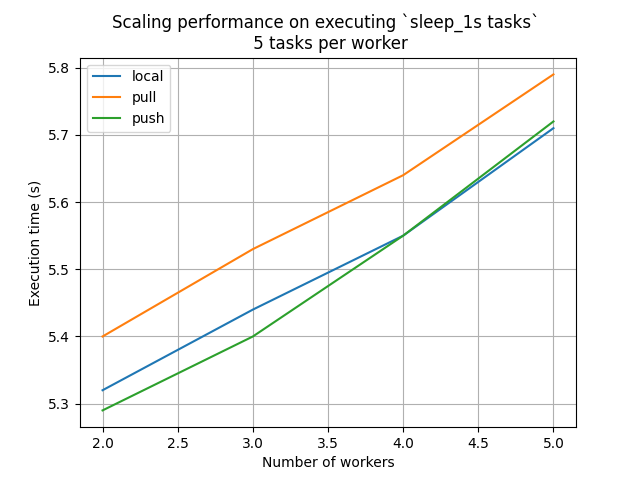 Scaling performance on executing `sleep_1s tasks`
5 tasks per worker
local
pull
push
Execution time (s)
5.8
5.7
5.6
5.5
5.4
5.3
2.0 2.5 3.0 3.5 4.0 4.5 5.0
Number of workers